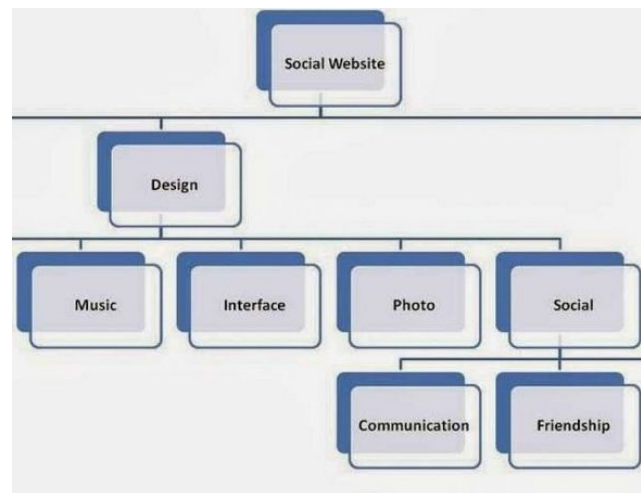 Social Website
Design
Music
Interface
Photo
Social
Communication
Friendship